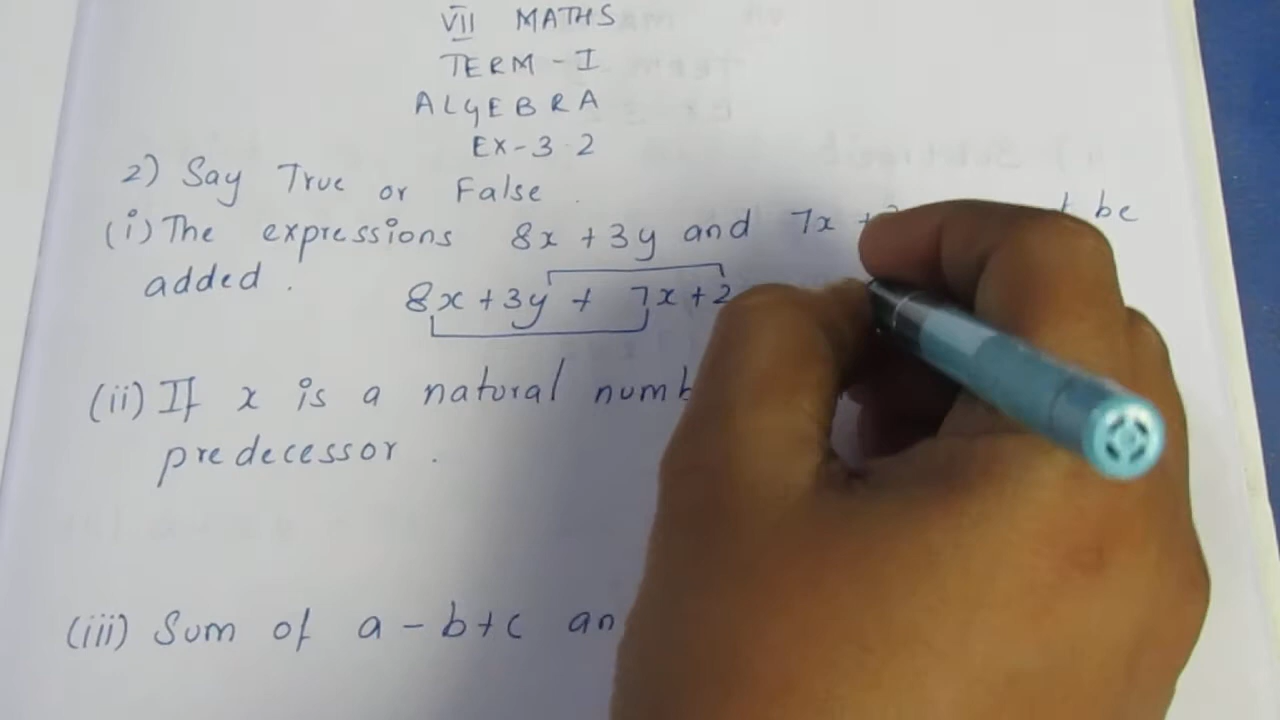 VII MATHS
TERM - I
ALGEBRA
EX-3.2
2) Say True or False.
(i) The expressions 8x + 3y and 7x + be
added.
8x + 3y + 7x + 2
(ii) If x is a natural
predecessor.
(iii) Sum of a - b + c